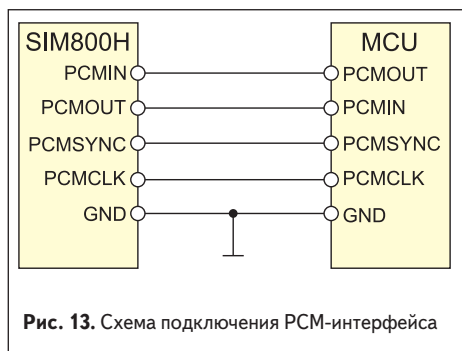 SIM800H MCU
PCMIN PCMOUT
PCMOUT PCMIN
PCMSYNC PCMSYNC
PCMCLK PCMCLK
GND GND
Рис. 13. Схема подключения PCM-интерфейса